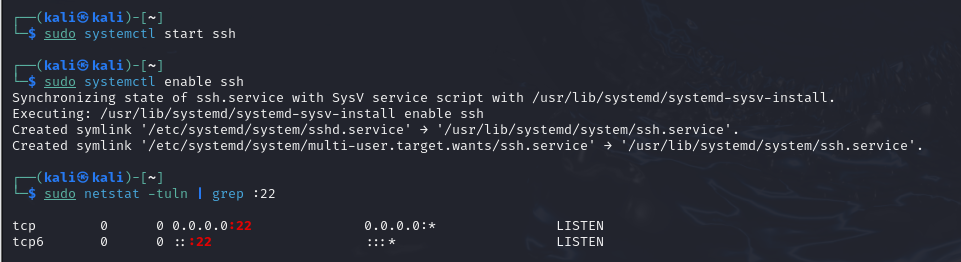 ┌──(kali㉿kali)-[~]
└─$ sudo systemctl start ssh
┌──(kali㉿kali)-[~]
└─$ sudo systemctl enable ssh
Synchronizing state of ssh.service with SysV service script with /usr/lib/systemd/systemd-sysv-install.
Executing: /usr/lib/systemd/systemd-sysv-install enable ssh
Created symlink '/etc/systemd/system/sshd.service' → '/usr/lib/systemd/system/ssh.service'.
Created symlink '/etc/systemd/system/multi-user.target.wants/ssh.service' → '/usr/lib/systemd/system/ssh.service'.
┌──(kali㉿kali)-[~]
└─$ sudo netstat -tuln | grep :22
tcp        0      0 0.0.0.0:22              0.0.0.0:*               LISTEN
tcp6       0      0 :::22                   :::*                    LISTEN